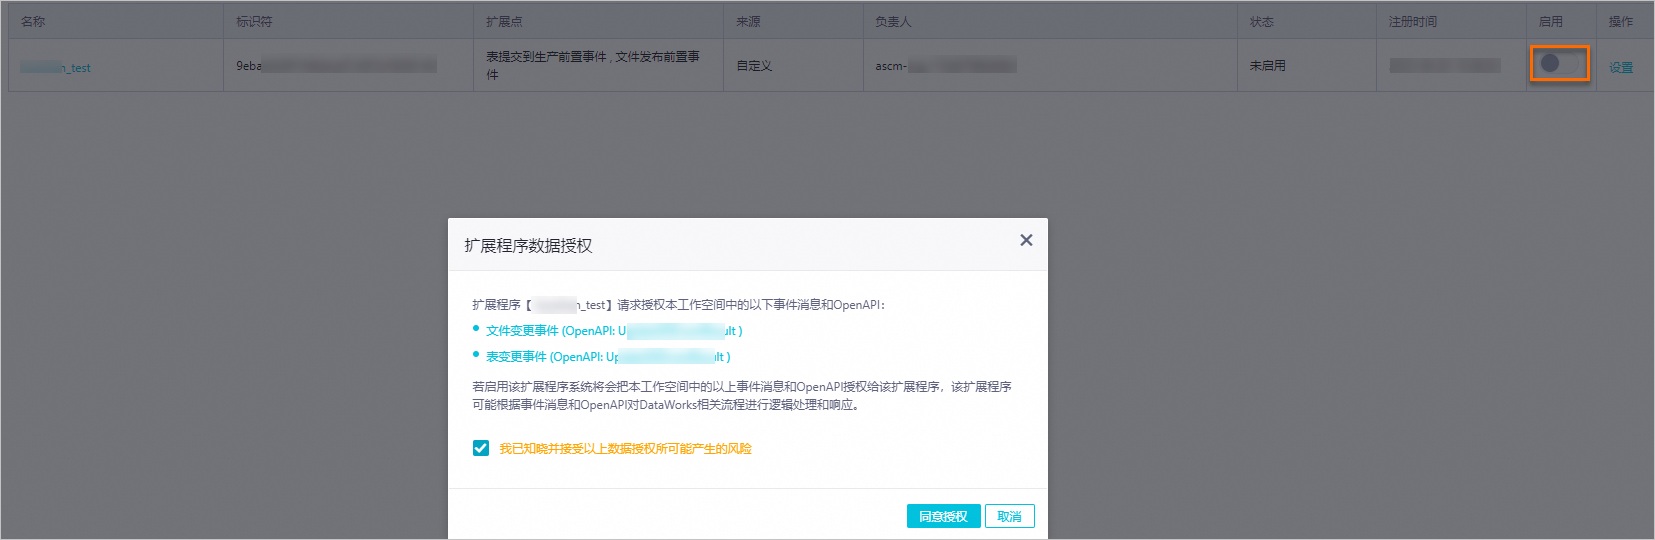 名称 标识符 扩展点 来源 负责人 状态 注册时间 启用 操作
n_test 9eba 表提交到生产前置事件 , 文件发布前置事件 自定义 ascm- 未启用 设置
扩展程序数据授权
扩展程序【 n_test】请求授权本工作空间中的以下事件消息和OpenAPI：
文件变更事件 (OpenAPI: U ult )
表变更事件 (OpenAPI: Up ult )
若启用该扩展程序系统将会把本工作空间中的以上事件消息和OpenAPI授权给该扩展程序，该扩展程序
可能根据事件消息和OpenAPI对DataWorks相关流程进行逻辑处理和响应。
我已知晓并接受以上数据授权所可能产生的风险
同意授权 取消